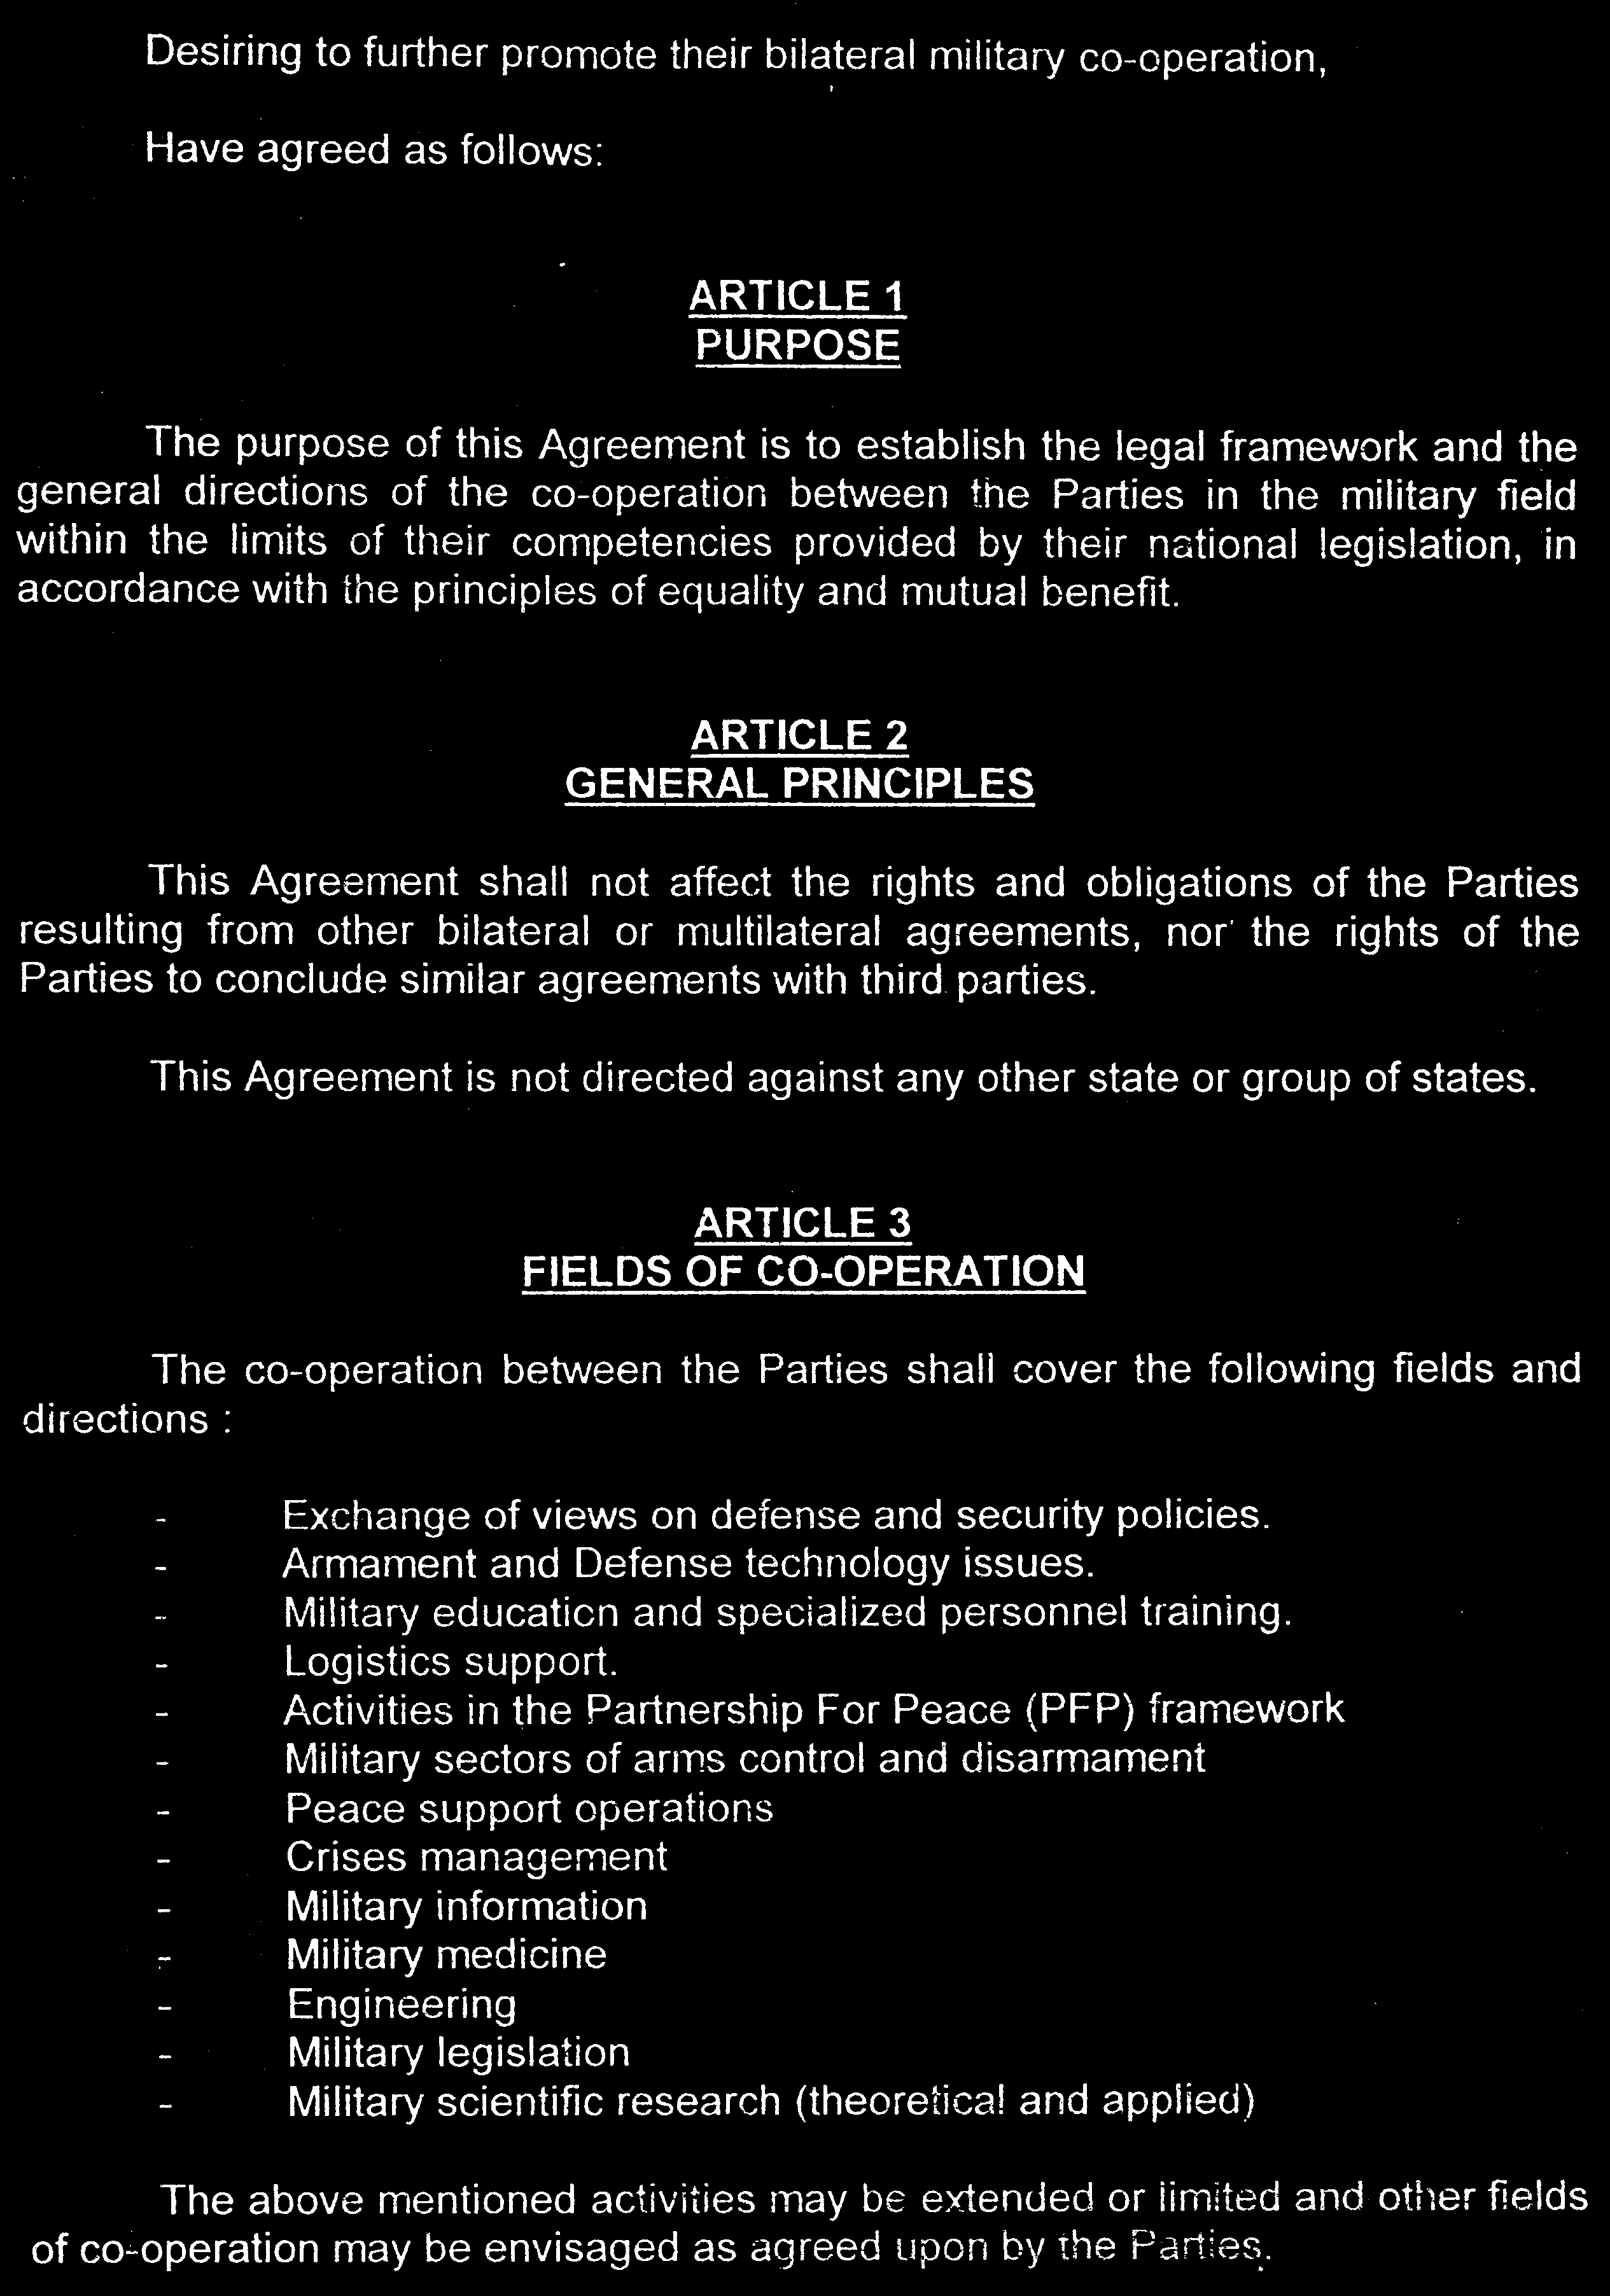 Desiring to further promote their bilateral military co-operation,
Have agreed as follows:
ARTICLE 1
PURPOSE
The purpose of this Agreement is to establish the legal framework and the
general directions of the co-operation between the Parties in the military field
within the limits of their competencies provided by their national legislation, in
accordance with the principles of equality and mutual benefit.
ARTICLE 2
GENERAL PRINCIPLES
This Agreement shall not affect the rights and obligations of the Parties
resulting from other bilateral or multilateral agreements, nor the rights of the
Parties to conclude similar agreements with third parties.
This Agreement is not directed against any other state or group of states.
ARTICLE 3
FIELDS OF CO-OPERATION
The co-operation between the Parties shall cover the following fields and
directions :
- Exchange of views on defense and security policies.
- Armament and Defense technology issues.
- Military education and specialized personnel training.
- Logistics support.
- Activities in the Partnership For Peace (PFP) framework
- Military sectors of arms control and disarmament
- Peace support operations
- Crises management
- Military information
- Military medicine
- Engineering
- Military legislation
- Military scientific research (theoretical and applied)
The above mentioned activities may be extended or limited and other fields
of co-operation may be envisaged as agreed upon by the Parties.